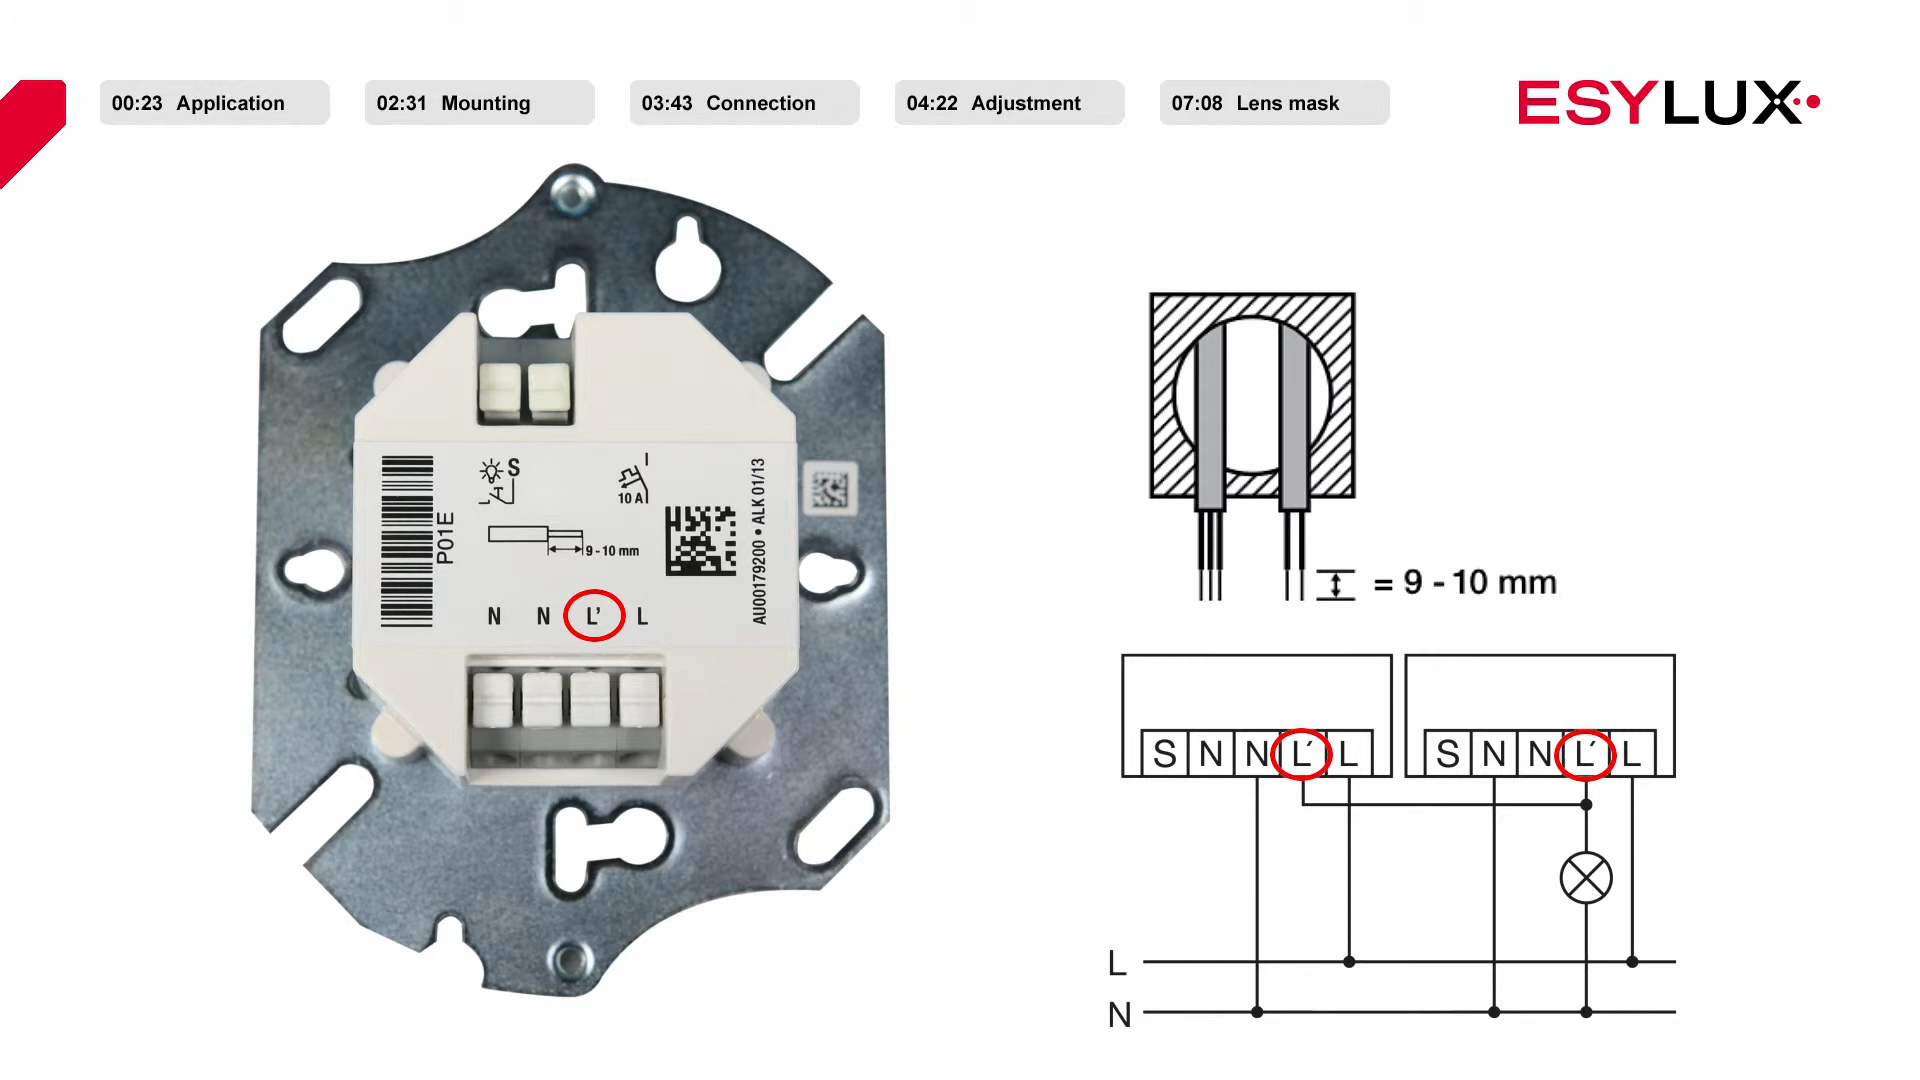 00:23 Application
02:31 Mounting
03:43 Connection
04:22 Adjustment
07:08 Lens mask
ESYLUX
S
I
10 A
P01E
9 - 10 mm
AU00179200 • ALK 01/13
N N L’ L
= 9 - 10 mm
S N N L´ L
S N N L´ L
L
N